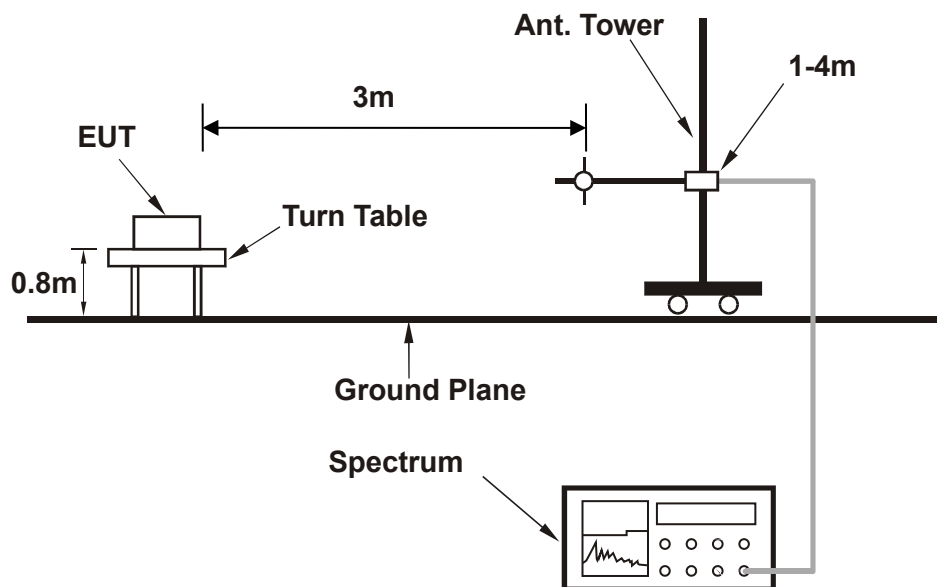 Ant. Tower
1-4m
3m
EUT
Turn Table
0.8m
Ground Plane
Spectrum